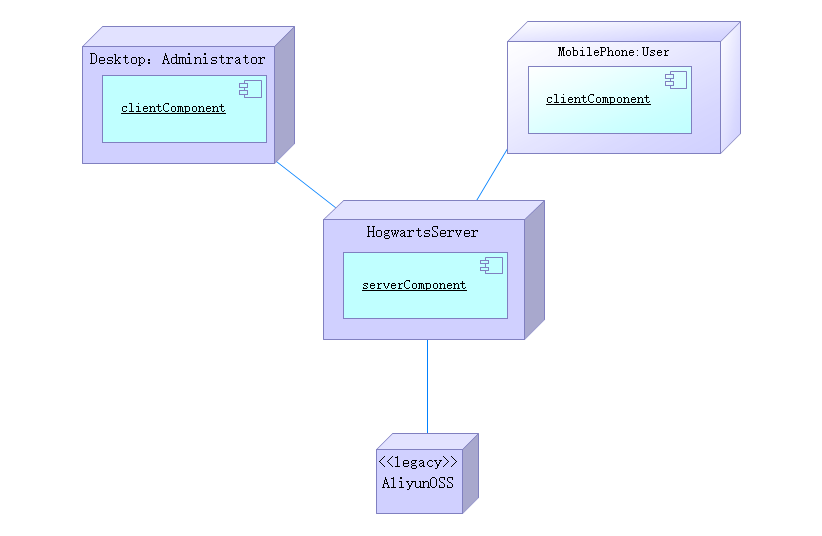 Desktop：Administrator
clientComponent
MobilePhone:User
clientComponent
HogwartsServer
serverComponent
<<legacy>>
AliyunOSS